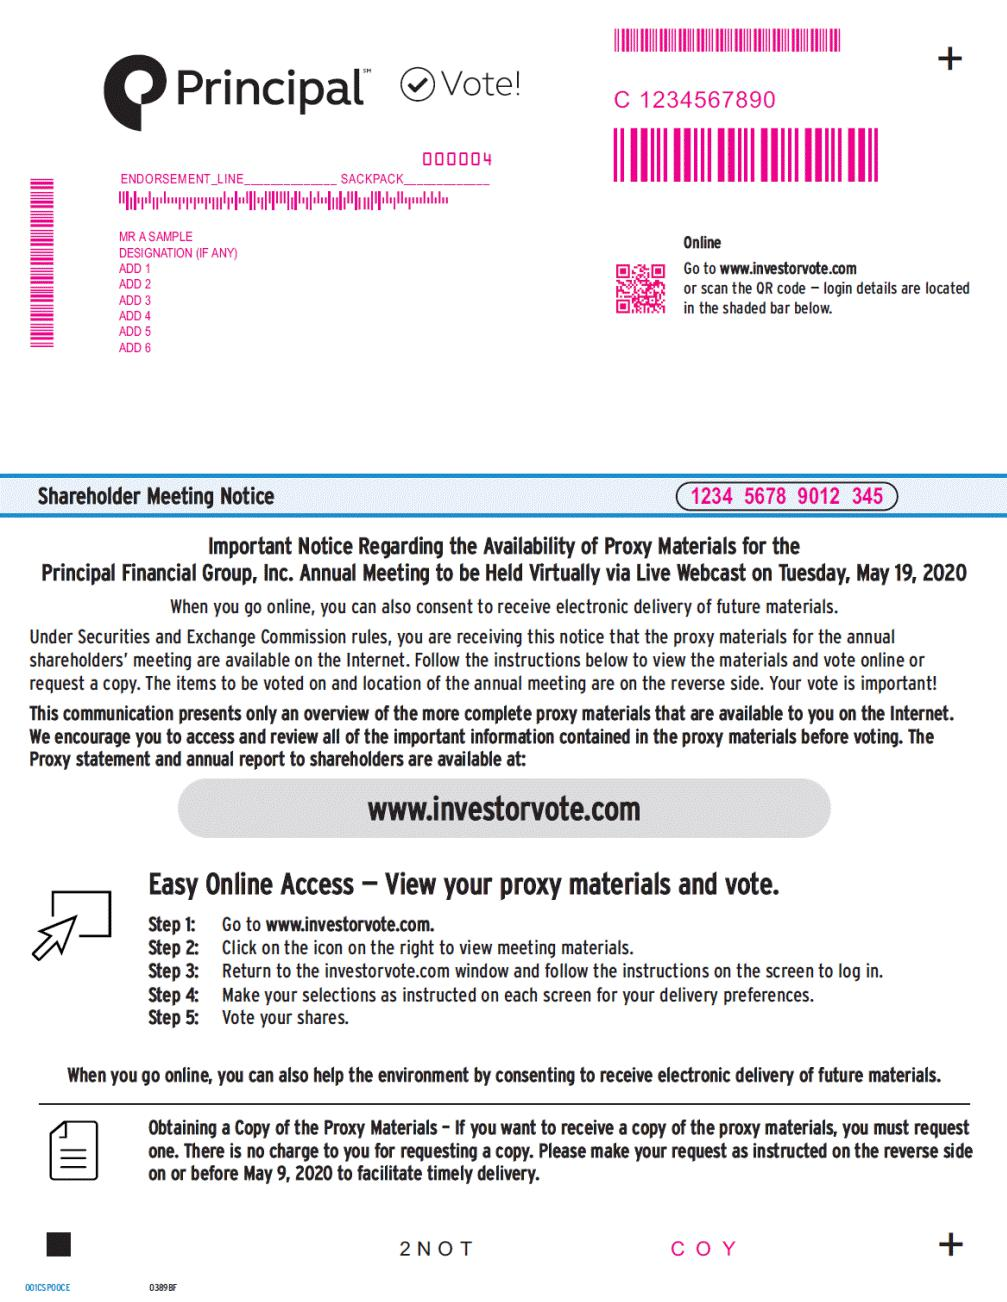 Principal℠ Vote!
C 1234567890
000004
ENDORSEMENT_LINE______________ SACKPACK_____________
MR A SAMPLE
DESIGNATION (IF ANY)
ADD 1
ADD 2
ADD 3
ADD 4
ADD 5
ADD 6
Online
Go to www.investorvote.com
or scan the QR code – login details are located
in the shaded bar below.
Shareholder Meeting Notice
1234 5678 9012 345
Important Notice Regarding the Availability of Proxy Materials for the
Principal Financial Group, Inc. Annual Meeting to be Held Virtually via Live Webcast on Tuesday, May 19, 2020
When you go online, you can also consent to receive electronic delivery of future materials.
Under Securities and Exchange Commission rules, you are receiving this notice that the proxy materials for the annual
shareholders’ meeting are available on the Internet. Follow the instructions below to view the materials and vote online or
request a copy. The items to be voted on and location of the annual meeting are on the reverse side. Your vote is important!
This communication presents only an overview of the more complete proxy materials that are available to you on the Internet.
We encourage you to access and review all of the important information contained in the proxy materials before voting. The
Proxy statement and annual report to shareholders are available at:
www.investorvote.com
Easy Online Access – View your proxy materials and vote.
Step 1: Go to www.investorvote.com.
Step 2: Click on the icon on the right to view meeting materials.
Step 3: Return to the investorvote.com window and follow the instructions on the screen to log in.
Step 4: Make your selections as instructed on each screen for your delivery preferences.
Step 5: Vote your shares.
When you go online, you can also help the environment by consenting to receive electronic delivery of future materials.
Obtaining a Copy of the Proxy Materials – If you want to receive a copy of the proxy materials, you must request
one. There is no charge to you for requesting a copy. Please make your request as instructed on the reverse side
on or before May 9, 2020 to facilitate timely delivery.
2NOT
COY
001CSP00CE
0389BF